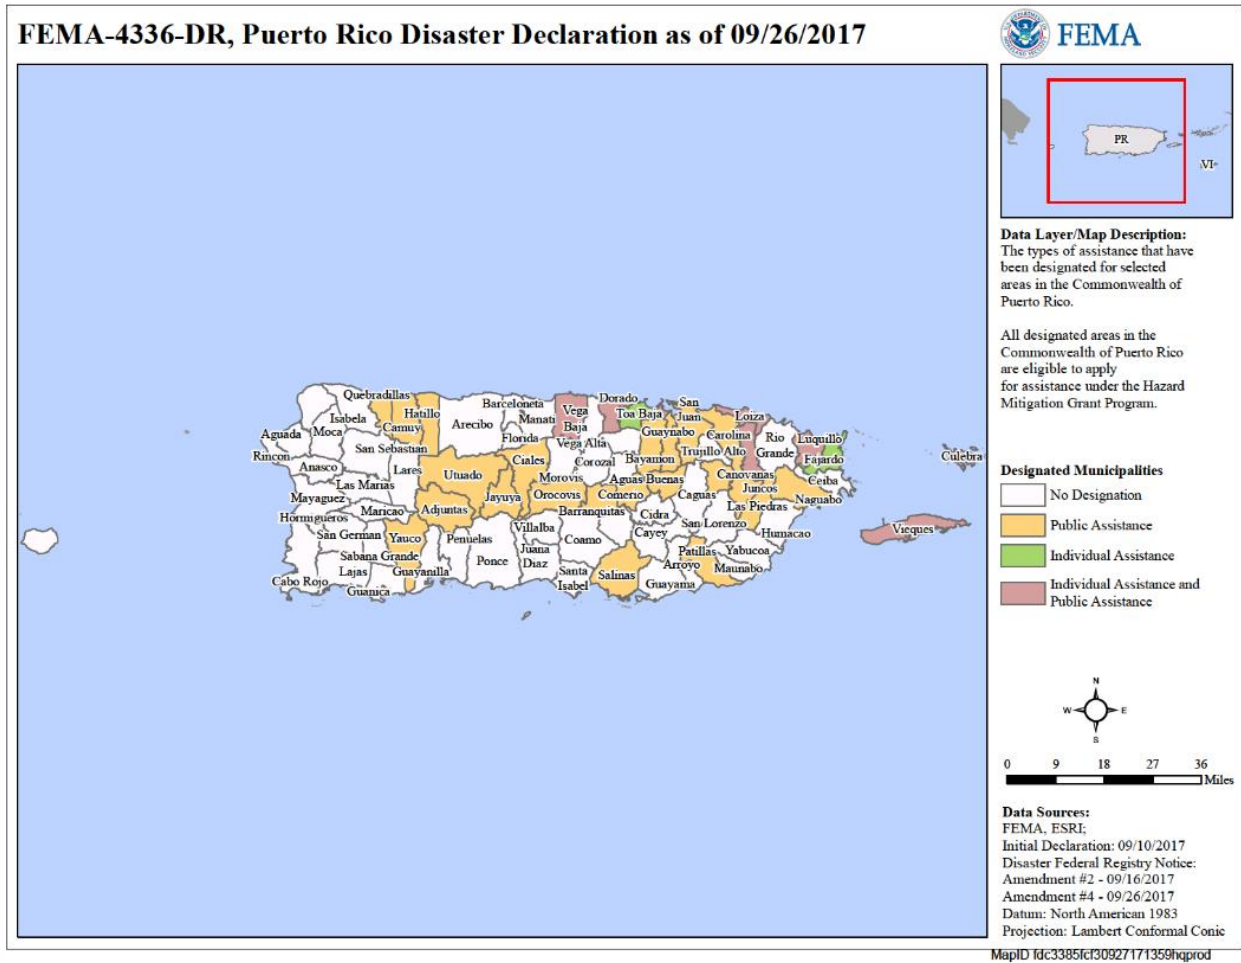 FEMA-4336-DR, Puerto Rico Disaster Declaration as of 09/26/2017
FEMA
PR
VI
Data Layer/Map Description:
The types of assistance that have
been designated for selected
areas in the Commonwealth of
Puerto Rico.
All designated areas in the
Commonwealth of Puerto Rico
are eligible to apply
for assistance under the Hazard
Mitigation Grant Program.
Designated Municipalities
No Designation
Public Assistance
Individual Assistance
Individual Assistance and
Public Assistance
Quebradillas
Isabela
Hatillo
Camuy
Barceloneta
Arecibo
Manati
Vega
Baja
Dorado
Toa Baja
San
Juan
Loiza
Aguada
Moca
Rincon
San Sebastian
Florida
Vega Alta
Guaynabo
Carolina
Rio
Grande
Luquillo
Anasco
Lares
Utuado
Ciales
Corozal
Bayamon
Trujillo Alto
Fajardo
Culebra
Las Marias
Morovis
Aguas Buenas
Canovanas
Ceiba
Mayaguez
Jayuya
Orocovis
Comerio
Caguas
Juncos
Naguabo
Maricao
Adjuntas
Barranquitas
Cidra
Las Piedras
Hormigueros
San German
Yauco
Penuelas
Villalba
Coamo
Cayey
San Lorenzo
Humacao
Vieques
Sabana Grande
Juana
Diaz
Patillas
Yabucoa
Lajas
Guayanilla
Ponce
Santa
Isabel
Salinas
Arroyo
Maunabo
Cabo Rojo
Guanica
Guayama
N
W
E
S
0 9 18 27 36
Miles
Data Sources:
FEMA, ESRI;
Initial Declaration: 09/10/2017
Disaster Federal Registry Notice:
Amendment #2 - 09/16/2017
Amendment #4 - 09/26/2017
Datum: North American 1983
Projection: Lambert Conformal Conic
MapID fdc3385fcf30927171359hqprod